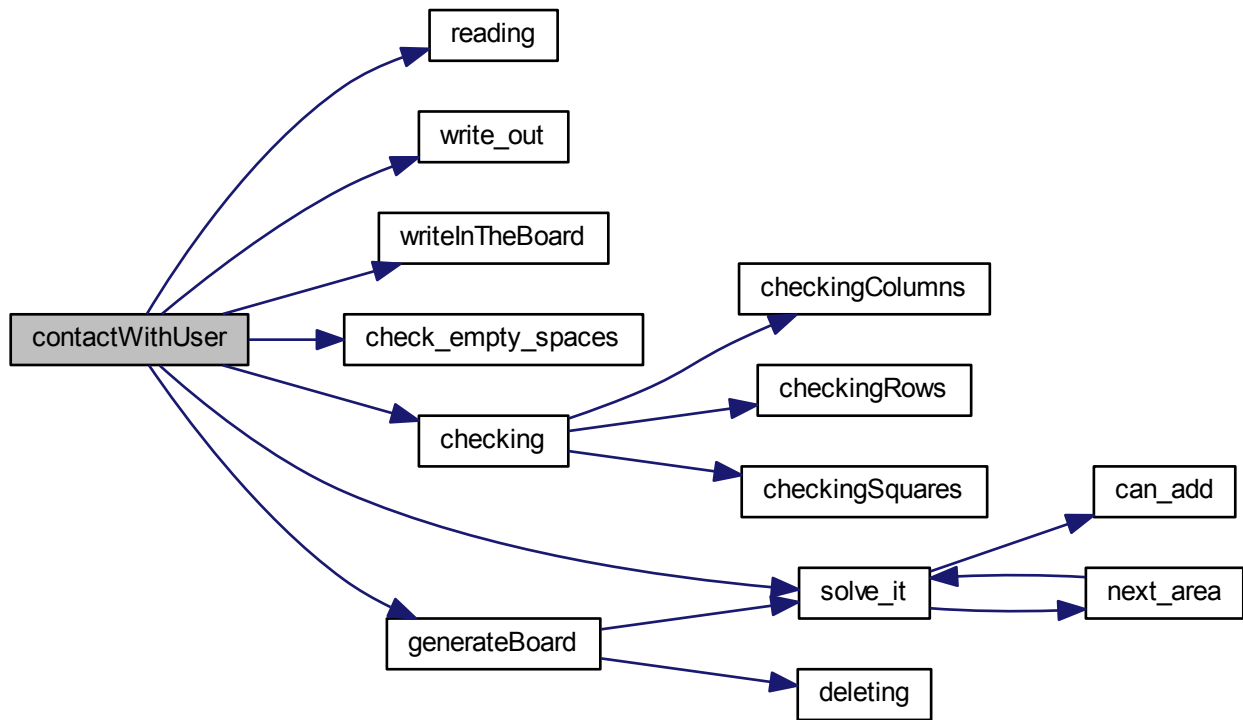 reading
write_out
writeInTheBoard
checkingColumns
contactWithUser
check_empty_spaces
checkingRows
checking
checkingSquares
can_add
solve_it
next_area
generateBoard
deleting